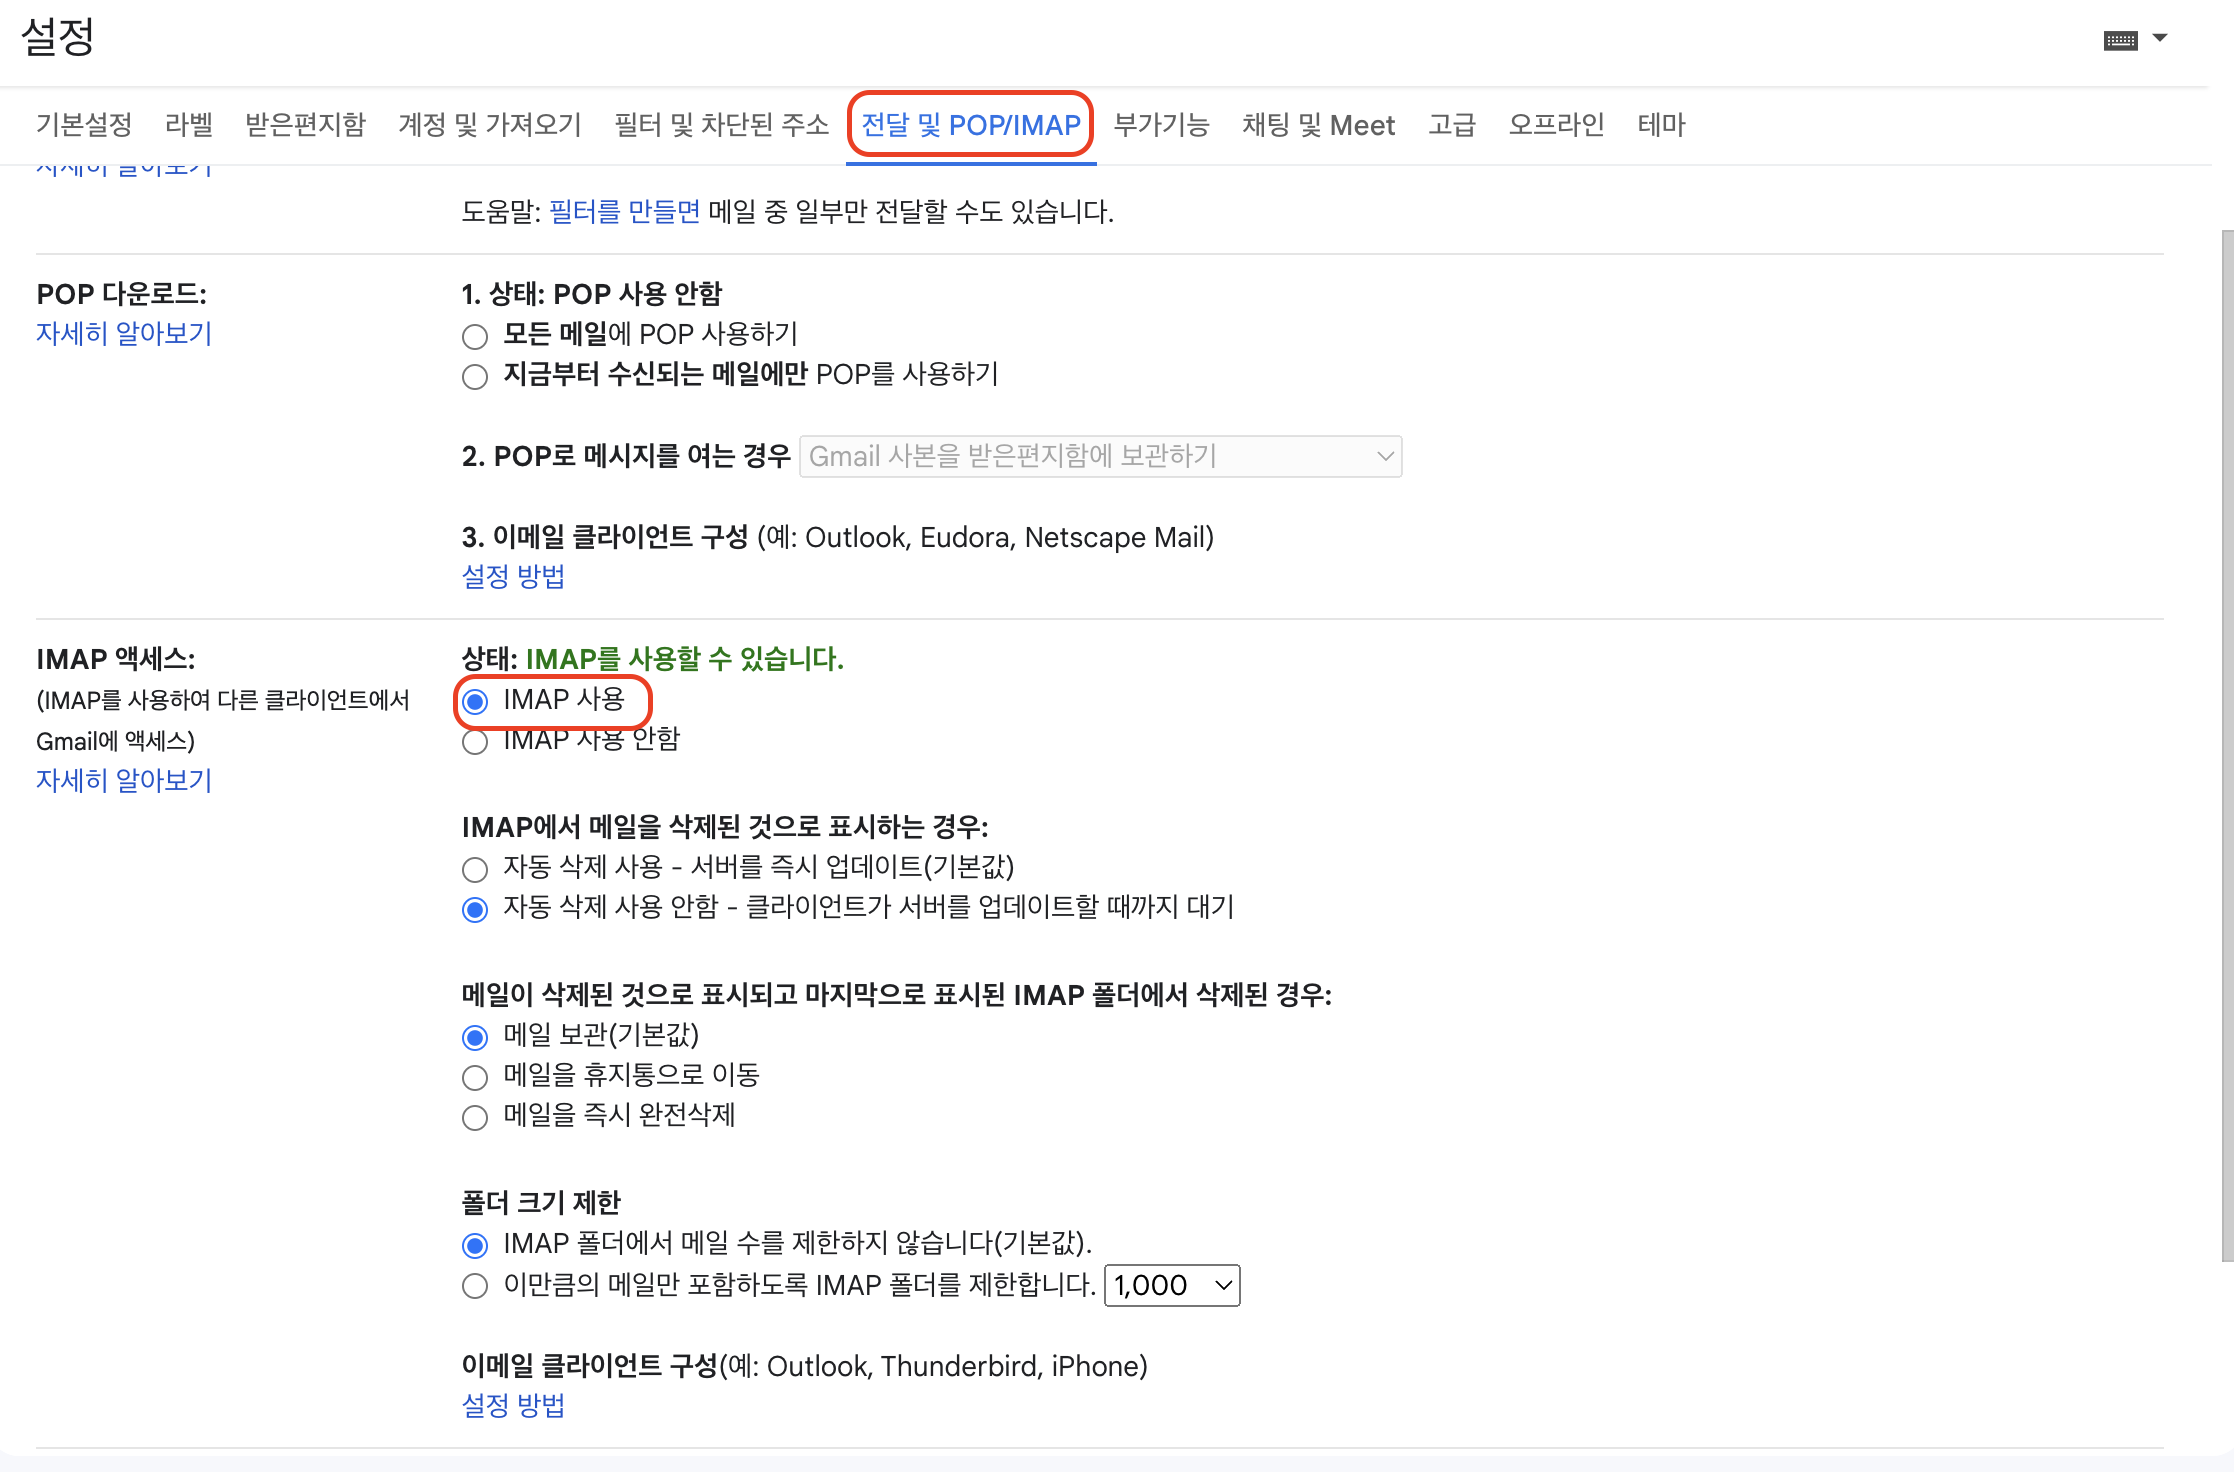 설정
기본설정 라벨 받은편지함 계정 및 가져오기 필터 및 차단된 주소 전달 및 POP/IMAP 부가기능 채팅 및 Meet 고급 오프라인 테마
자세히 알아보기
도움말: 필터를 만들면 메일 중 일부만 전달할 수도 있습니다.
POP 다운로드:
자세히 알아보기
1. 상태: POP 사용 안함
모든 메일에 POP 사용하기
지금부터 수신되는 메일에만 POP를 사용하기
2. POP로 메시지를 여는 경우 Gmail 사본을 받은편지함에 보관하기
3. 이메일 클라이언트 구성 (예: Outlook, Eudora, Netscape Mail)
설정 방법
IMAP 액세스:
(IMAP를 사용하여 다른 클라이언트에서
Gmail에 액세스)
자세히 알아보기
상태: IMAP를 사용할 수 있습니다.
IMAP 사용
IMAP 사용 안함
IMAP에서 메일을 삭제된 것으로 표시하는 경우:
자동 삭제 사용 - 서버를 즉시 업데이트(기본값)
자동 삭제 사용 안함 - 클라이언트가 서버를 업데이트할 때까지 대기
메일이 삭제된 것으로 표시되고 마지막으로 표시된 IMAP 폴더에서 삭제된 경우:
메일 보관(기본값)
메일을 휴지통으로 이동
메일을 즉시 완전삭제
폴더 크기 제한
IMAP 폴더에서 메일 수를 제한하지 않습니다(기본값).
이만큼의 메일만 포함하도록 IMAP 폴더를 제한합니다. 1,000
이메일 클라이언트 구성(예: Outlook, Thunderbird, iPhone)
설정 방법